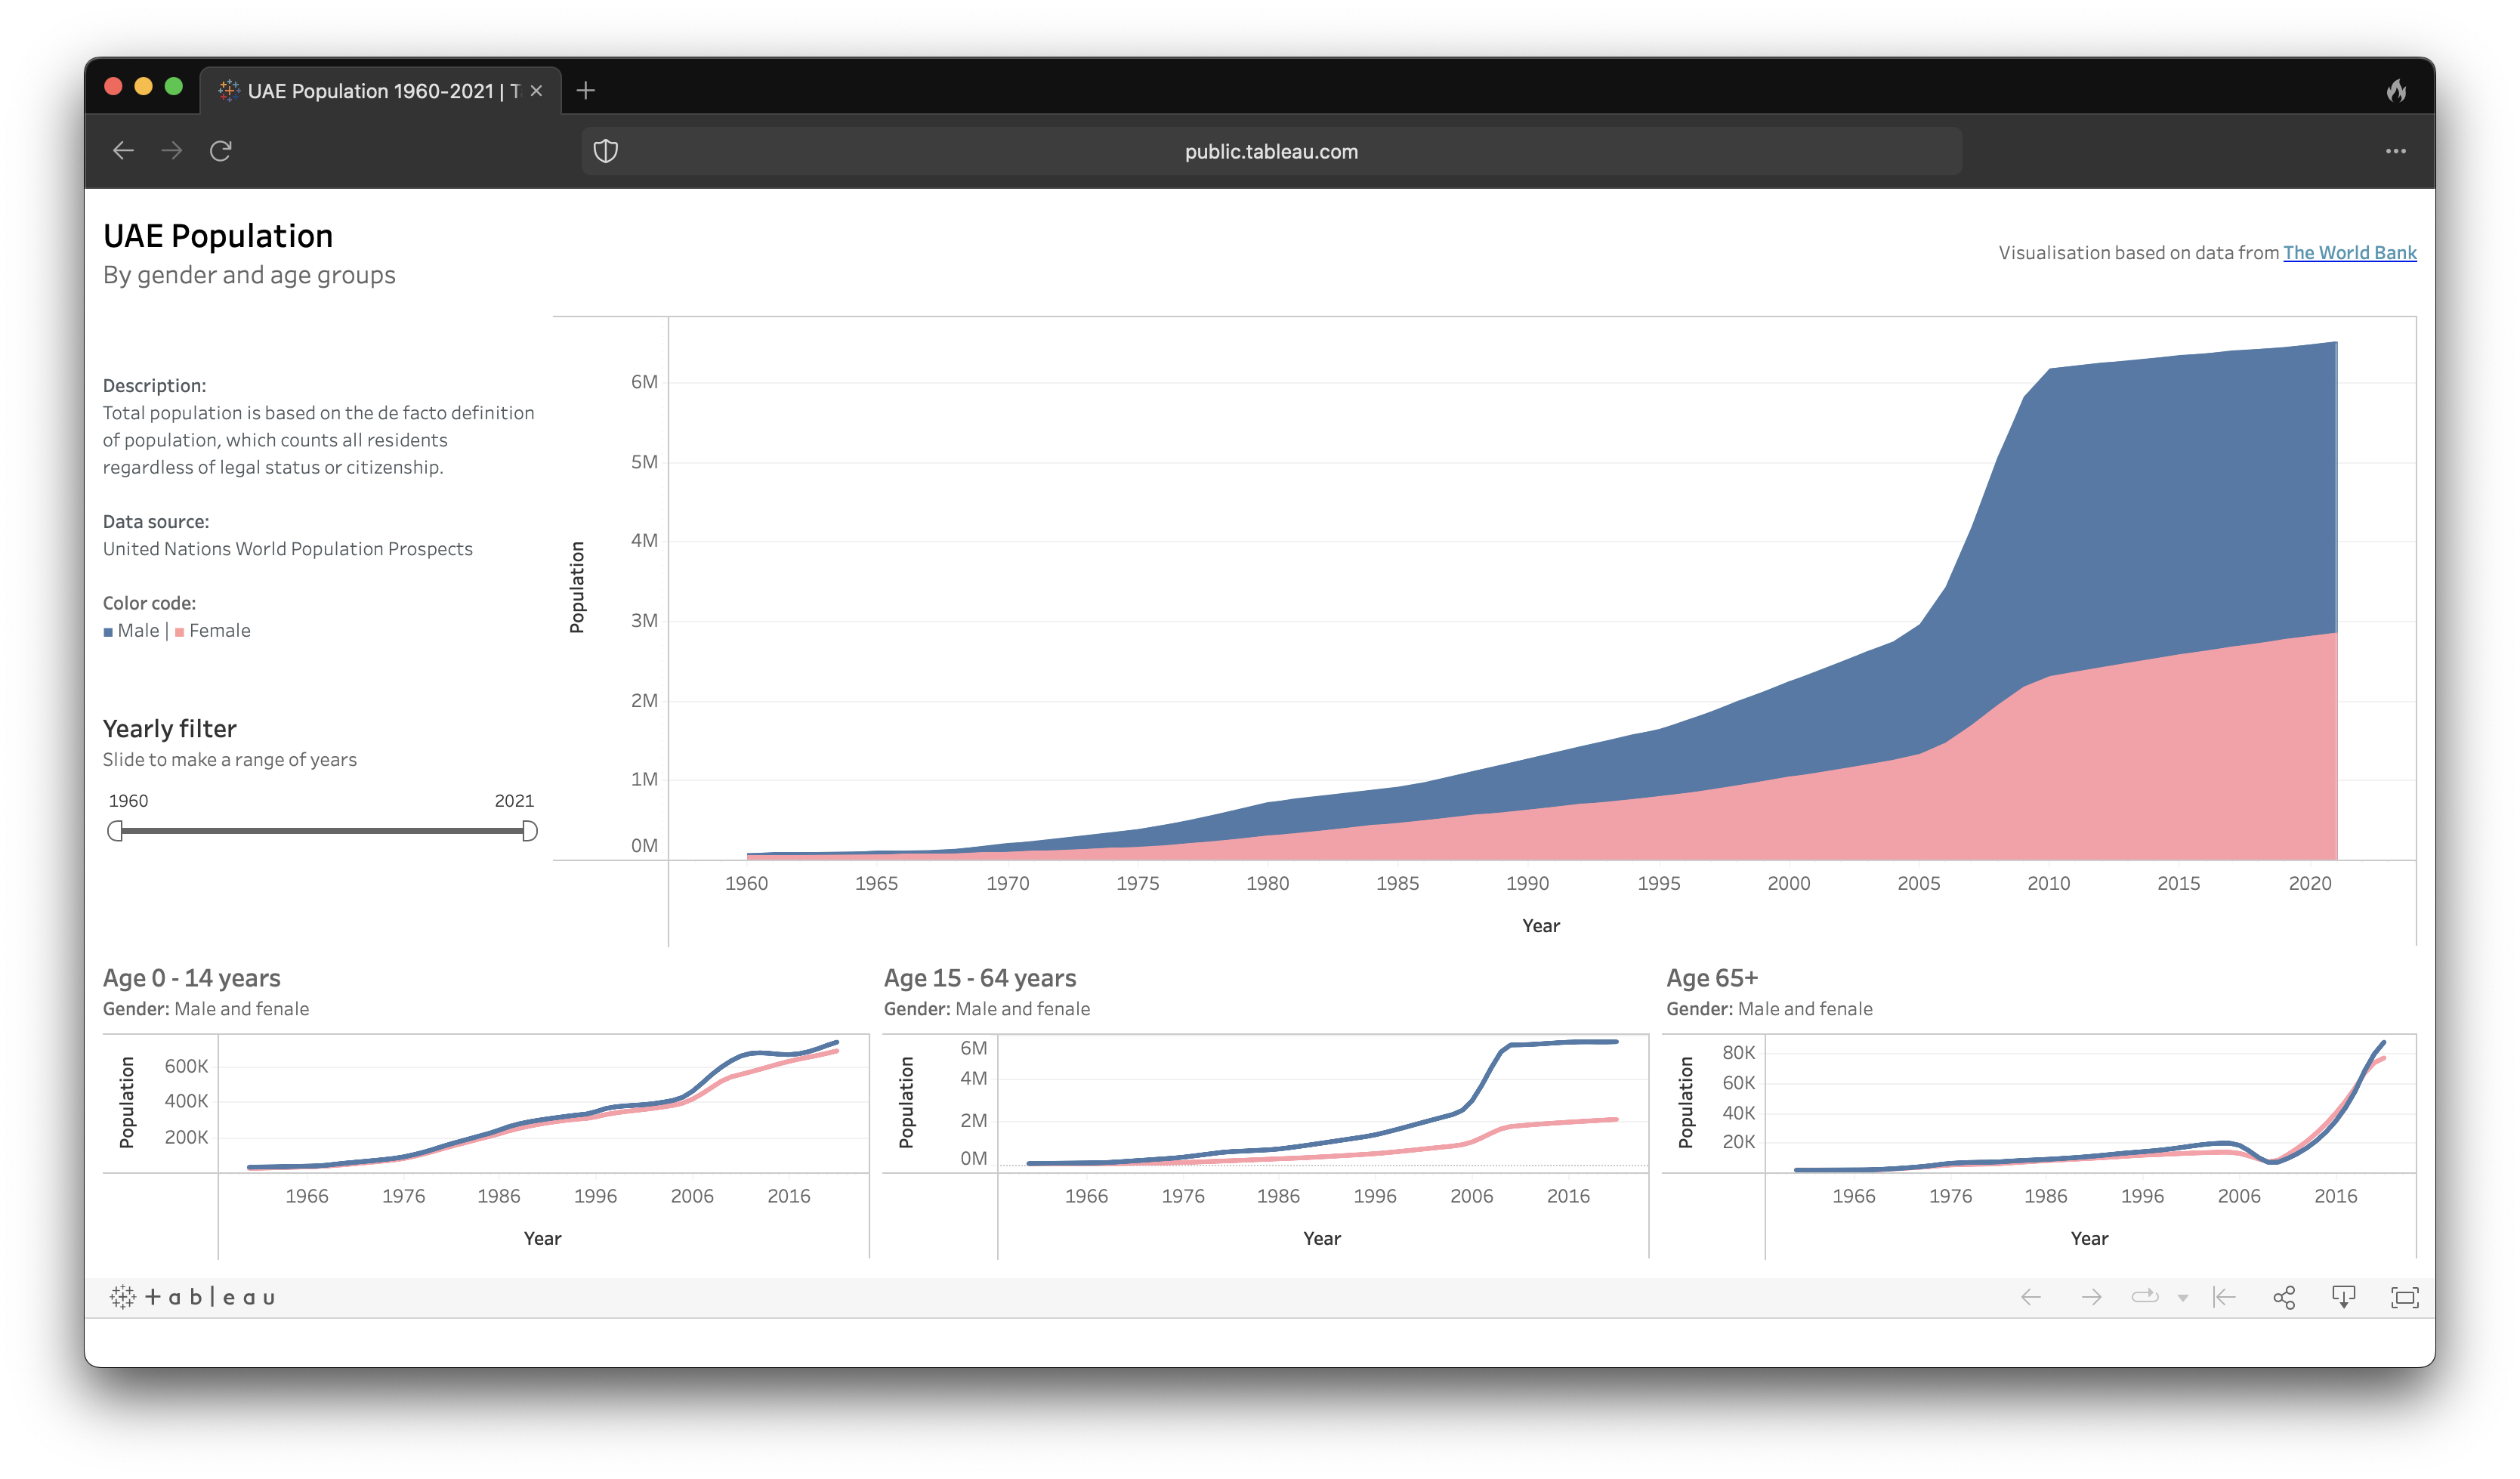 UAE Population 1960-2021 | T
public.tableau.com
UAE Population
By gender and age groups
Visualisation based on data from The World Bank
Description:
Total population is based on the de facto definition
of population, which counts all residents
regardless of legal status or citizenship.
Data source:
United Nations World Population Prospects
Color code:
Male | Female
Yearly filter
Slide to make a range of years
1960 2021
Population
6M
5M
4M
3M
2M
1M
0M
1960 1965 1970 1975 1980 1985 1990 1995 2000 2005 2010 2015 2020
Year
Age 0 - 14 years
Gender: Male and fenale
Population
600K
400K
200K
1966 1976 1986 1996 2006 2016
Year
Age 15 - 64 years
Gender: Male and fenale
Population
6M
4M
2M
0M
1966 1976 1986 1996 2006 2016
Year
Age 65+
Gender: Male and fenale
Population
80K
60K
40K
20K
1966 1976 1986 1996 2006 2016
Year
+ableau